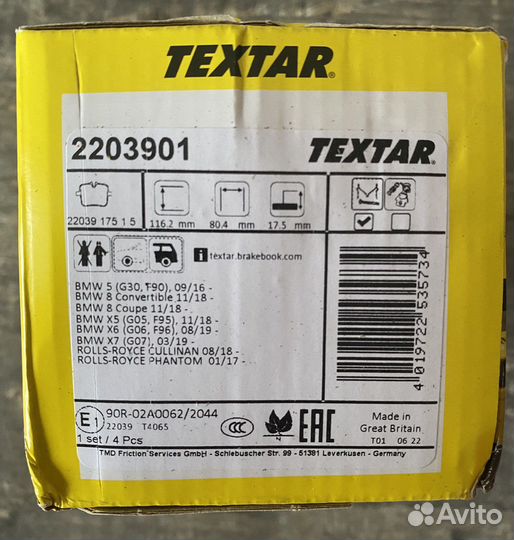 TEXTAR®
2203901
TEXTAR®
22039 175 1 5
116.2 mm
80.4 mm
17.5 mm
i textar.brakebook.com
BMW 5 (G30, F90), 09/16 -
BMW 8 Convertible 11/18 -
BMW 8 Coupe 11/18 -
BMW X5 (G05, F95), 11/18 -
BMW X6 (G06, F96), 08/19 -
BMW X7 (G07), 03/19 -
ROLLS-ROYCE CULLINAN 08/18 -
ROLLS-ROYCE PHANTOM 01/17 -
4 019722 535734
E1
90R-02A0062/2044
22039 T4065
1 set / 4 Pcs
CCC
EAC
Made in
Great Britain
T01 06 22
TMD Friction Services GmbH - Schlebuscher Str. 99 - 51381 Leverkusen - Germany
Avito